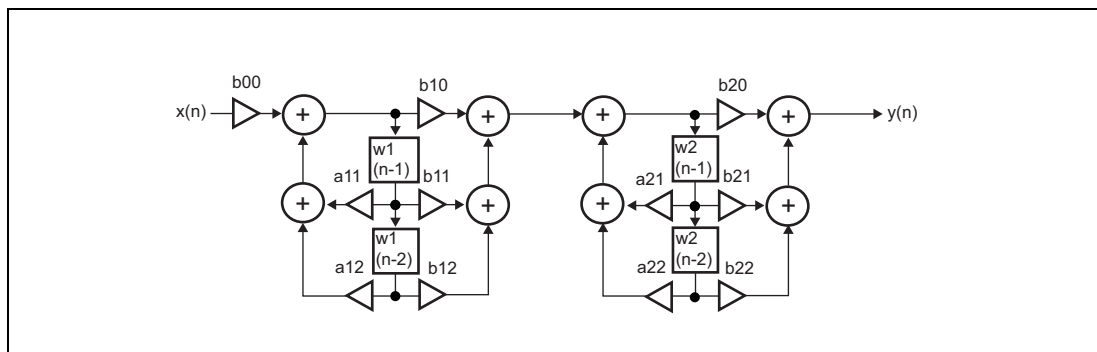 b00
b10
b20
x(n)
y(n)
w1
(n-1)
w2
(n-1)
a11
b11
a21
b21
w1
(n-2)
w2
(n-2)
a12
b12
a22
b22